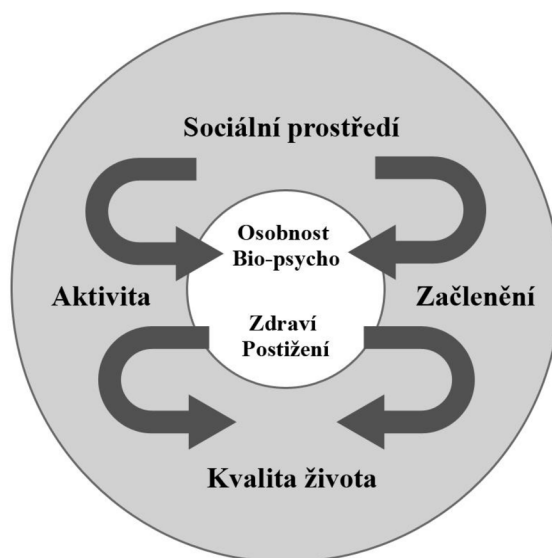 Sociální prostředí
Osobnost
Bio-psycho
Aktivita
Začlenění
Zdraví
Postižení
Kvalita života